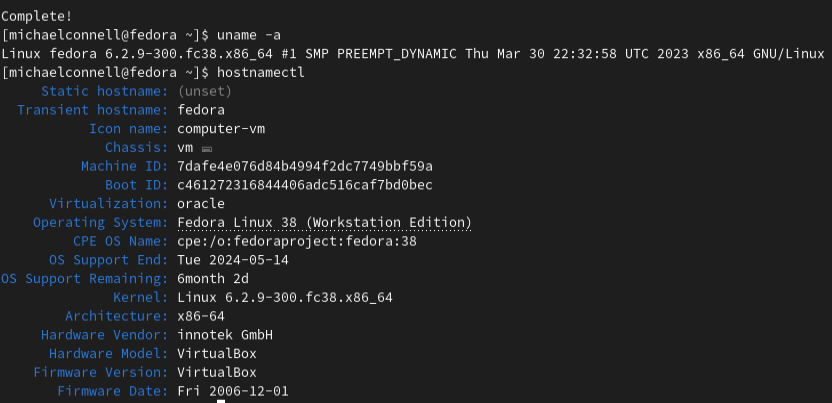 Complete!
[michaelconnell@fedora ~]$ uname -a
Linux fedora 6.2.9-300.fc38.x86_64 #1 SMP PREEMPT_DYNAMIC Thu Mar 30 22:32:58 UTC 2023 x86_64 GNU/Linux
[michaelconnell@fedora ~]$ hostnamectl
Static hostname: (unset)
Transient hostname: fedora
Icon name: computer-vm
Chassis: vm 🖴
Machine ID: 7dafe4e076d84b4994f2dc7749bbf59a
Boot ID: c461272316844406adc516caf7bd0bec
Virtualization: oracle
Operating System: Fedora Linux 38 (Workstation Edition)
CPE OS Name: cpe:/o:fedoraproject:fedora:38
OS Support End: Tue 2024-05-14
OS Support Remaining: 6month 2d
Kernel: Linux 6.2.9-300.fc38.x86_64
Architecture: x86-64
Hardware Vendor: innotek GmbH
Hardware Model: VirtualBox
Firmware Version: VirtualBox
Firmware Date: Fri 2006-12-01